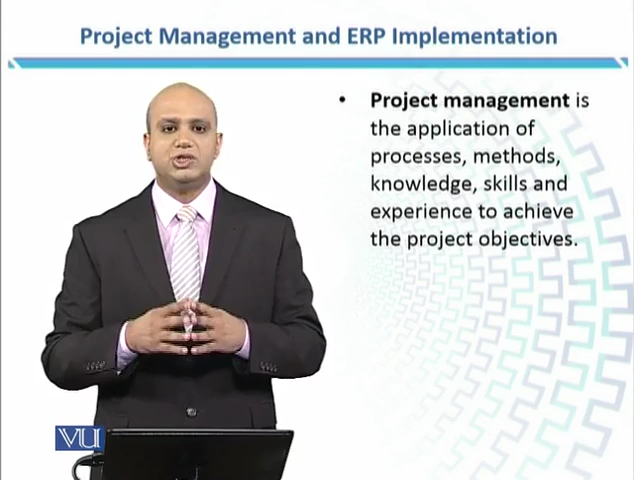 Project Management and ERP Implementation
• Project management is
the application of
processes, methods,
knowledge, skills and
experience to achieve
the project objectives.
VU